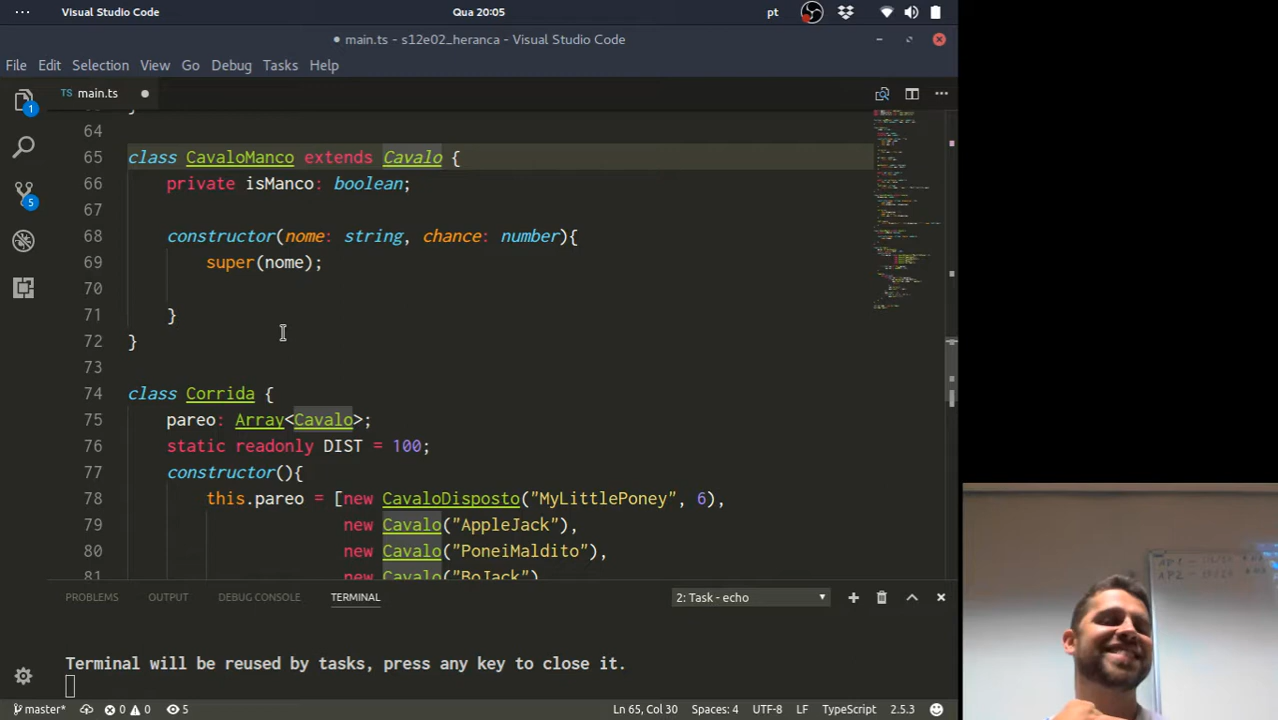 ··· Visual Studio Code Qua 20:05 pt
● main.ts - s12e02_heranca - Visual Studio Code
File Edit Selection View Go Debug Tasks Help
TS main.ts ●
64
65 class CavaloManco extends Cavalo {
66 private isManco: boolean;
67
68 constructor(nome: string, chance: number){
69 super(nome);
70
71 }
72 }
73
74 class Corrida {
75 pareo: Array<Cavalo>;
76 static readonly DIST = 100;
77 constructor(){
78 this.pareo = [new CavaloDisposto("MyLittlePoney", 6),
79 new Cavalo("AppleJack"),
80 new Cavalo("PoneiMaldito"),
81 new Cavalo("BoJack")
PROBLEMS OUTPUT DEBUG CONSOLE TERMINAL 2: Task - echo
Terminal will be reused by tasks, press any key to close it.
master* 0 0 5 Ln 65, Col 30 Spaces: 4 UTF-8 LF TypeScript 2.5.3
1
5